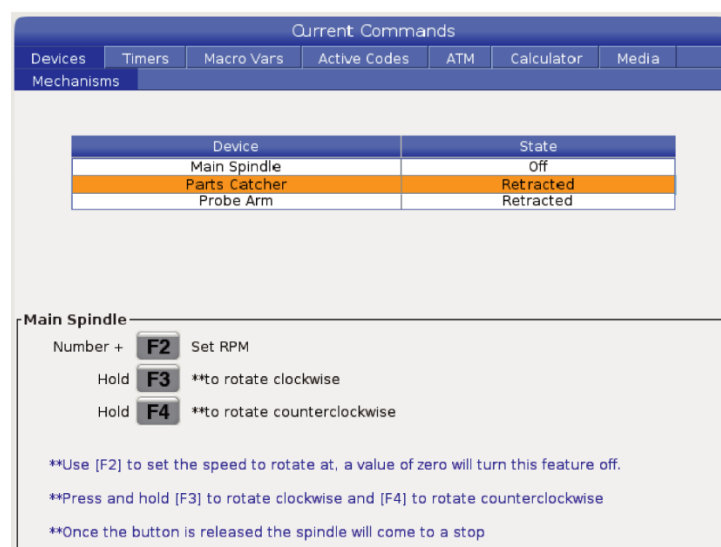 Current Commands
Devices Timers Macro Vars Active Codes ATM Calculator Media
Mechanisms
Device State
Main Spindle Off
Parts Catcher Retracted
Probe Arm Retracted
Main Spindle
Number + F2 Set RPM
Hold F3 **to rotate clockwise
Hold F4 **to rotate counterclockwise
**Use [F2] to set the speed to rotate at, a value of zero will turn this feature off.
**Press and hold [F3] to rotate clockwise and [F4] to rotate counterclockwise
**Once the button is released the spindle will come to a stop